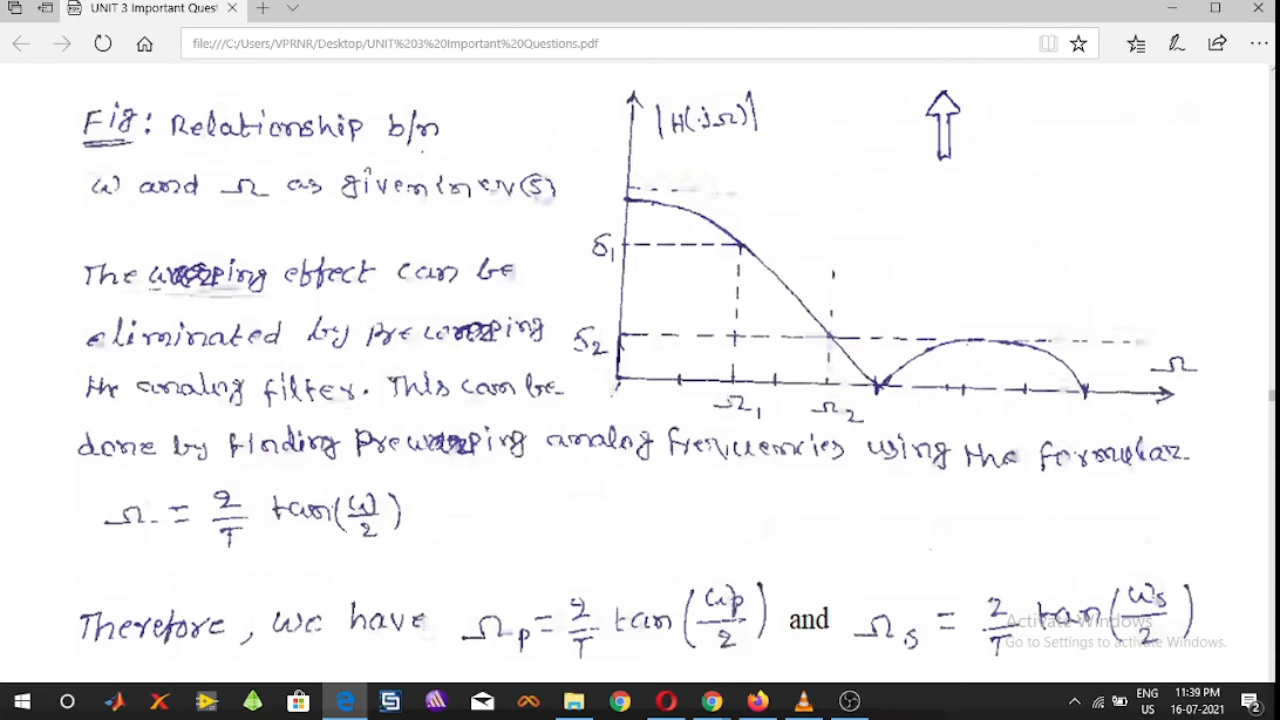 UNIT 3 Important Quest
file:///C:/Users/VPRNR/Desktop/UNIT%203%20Important%20Questions.pdf
Fig: Relationship b/n
ω and Ω as given in eq(5)
|H(jΩ)|
δ1
δ2
Ω1
Ω2
Ω
The warping effect can be
eliminated by prewarping
the analog filter. This can be
done by finding prewarping analog frequencies using the formulaz.
Ω = 2/T tan(ω/2)
Therefore, we have Ωp = 2/T tan(ωp/2) and Ωs = 2/T tan(ωs/2)
Activate Windows
Go to Settings to activate Windows.
ENG
US
11:39 PM
16-07-2021
2